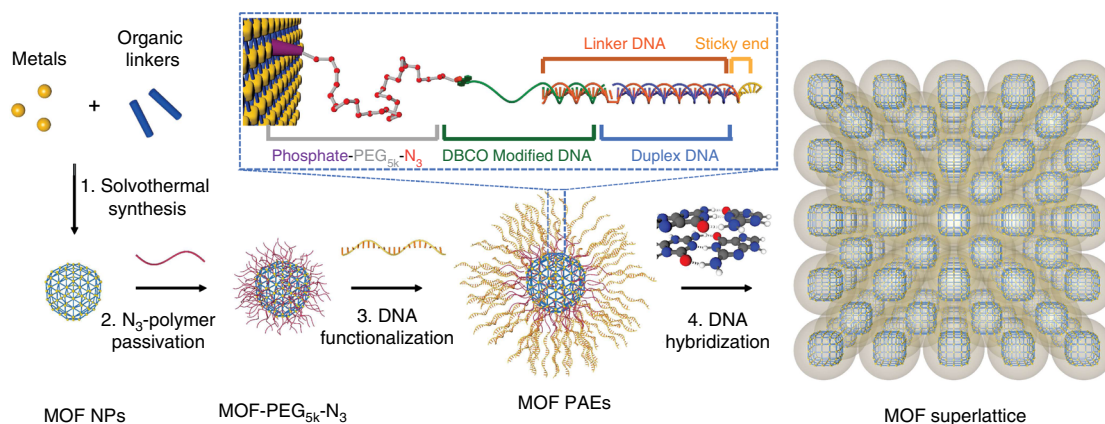 Metals
Organic
linkers
+
1. Solvothermal
synthesis
Linker DNA
Sticky end
Phosphate-PEG5k-N3
DBCO Modified DNA
Duplex DNA
2. N3-polymer
passivation
3. DNA
functionalization
4. DNA
hybridization
MOF NPs
MOF-PEG5k-N3
MOF PAEs
MOF superlattice